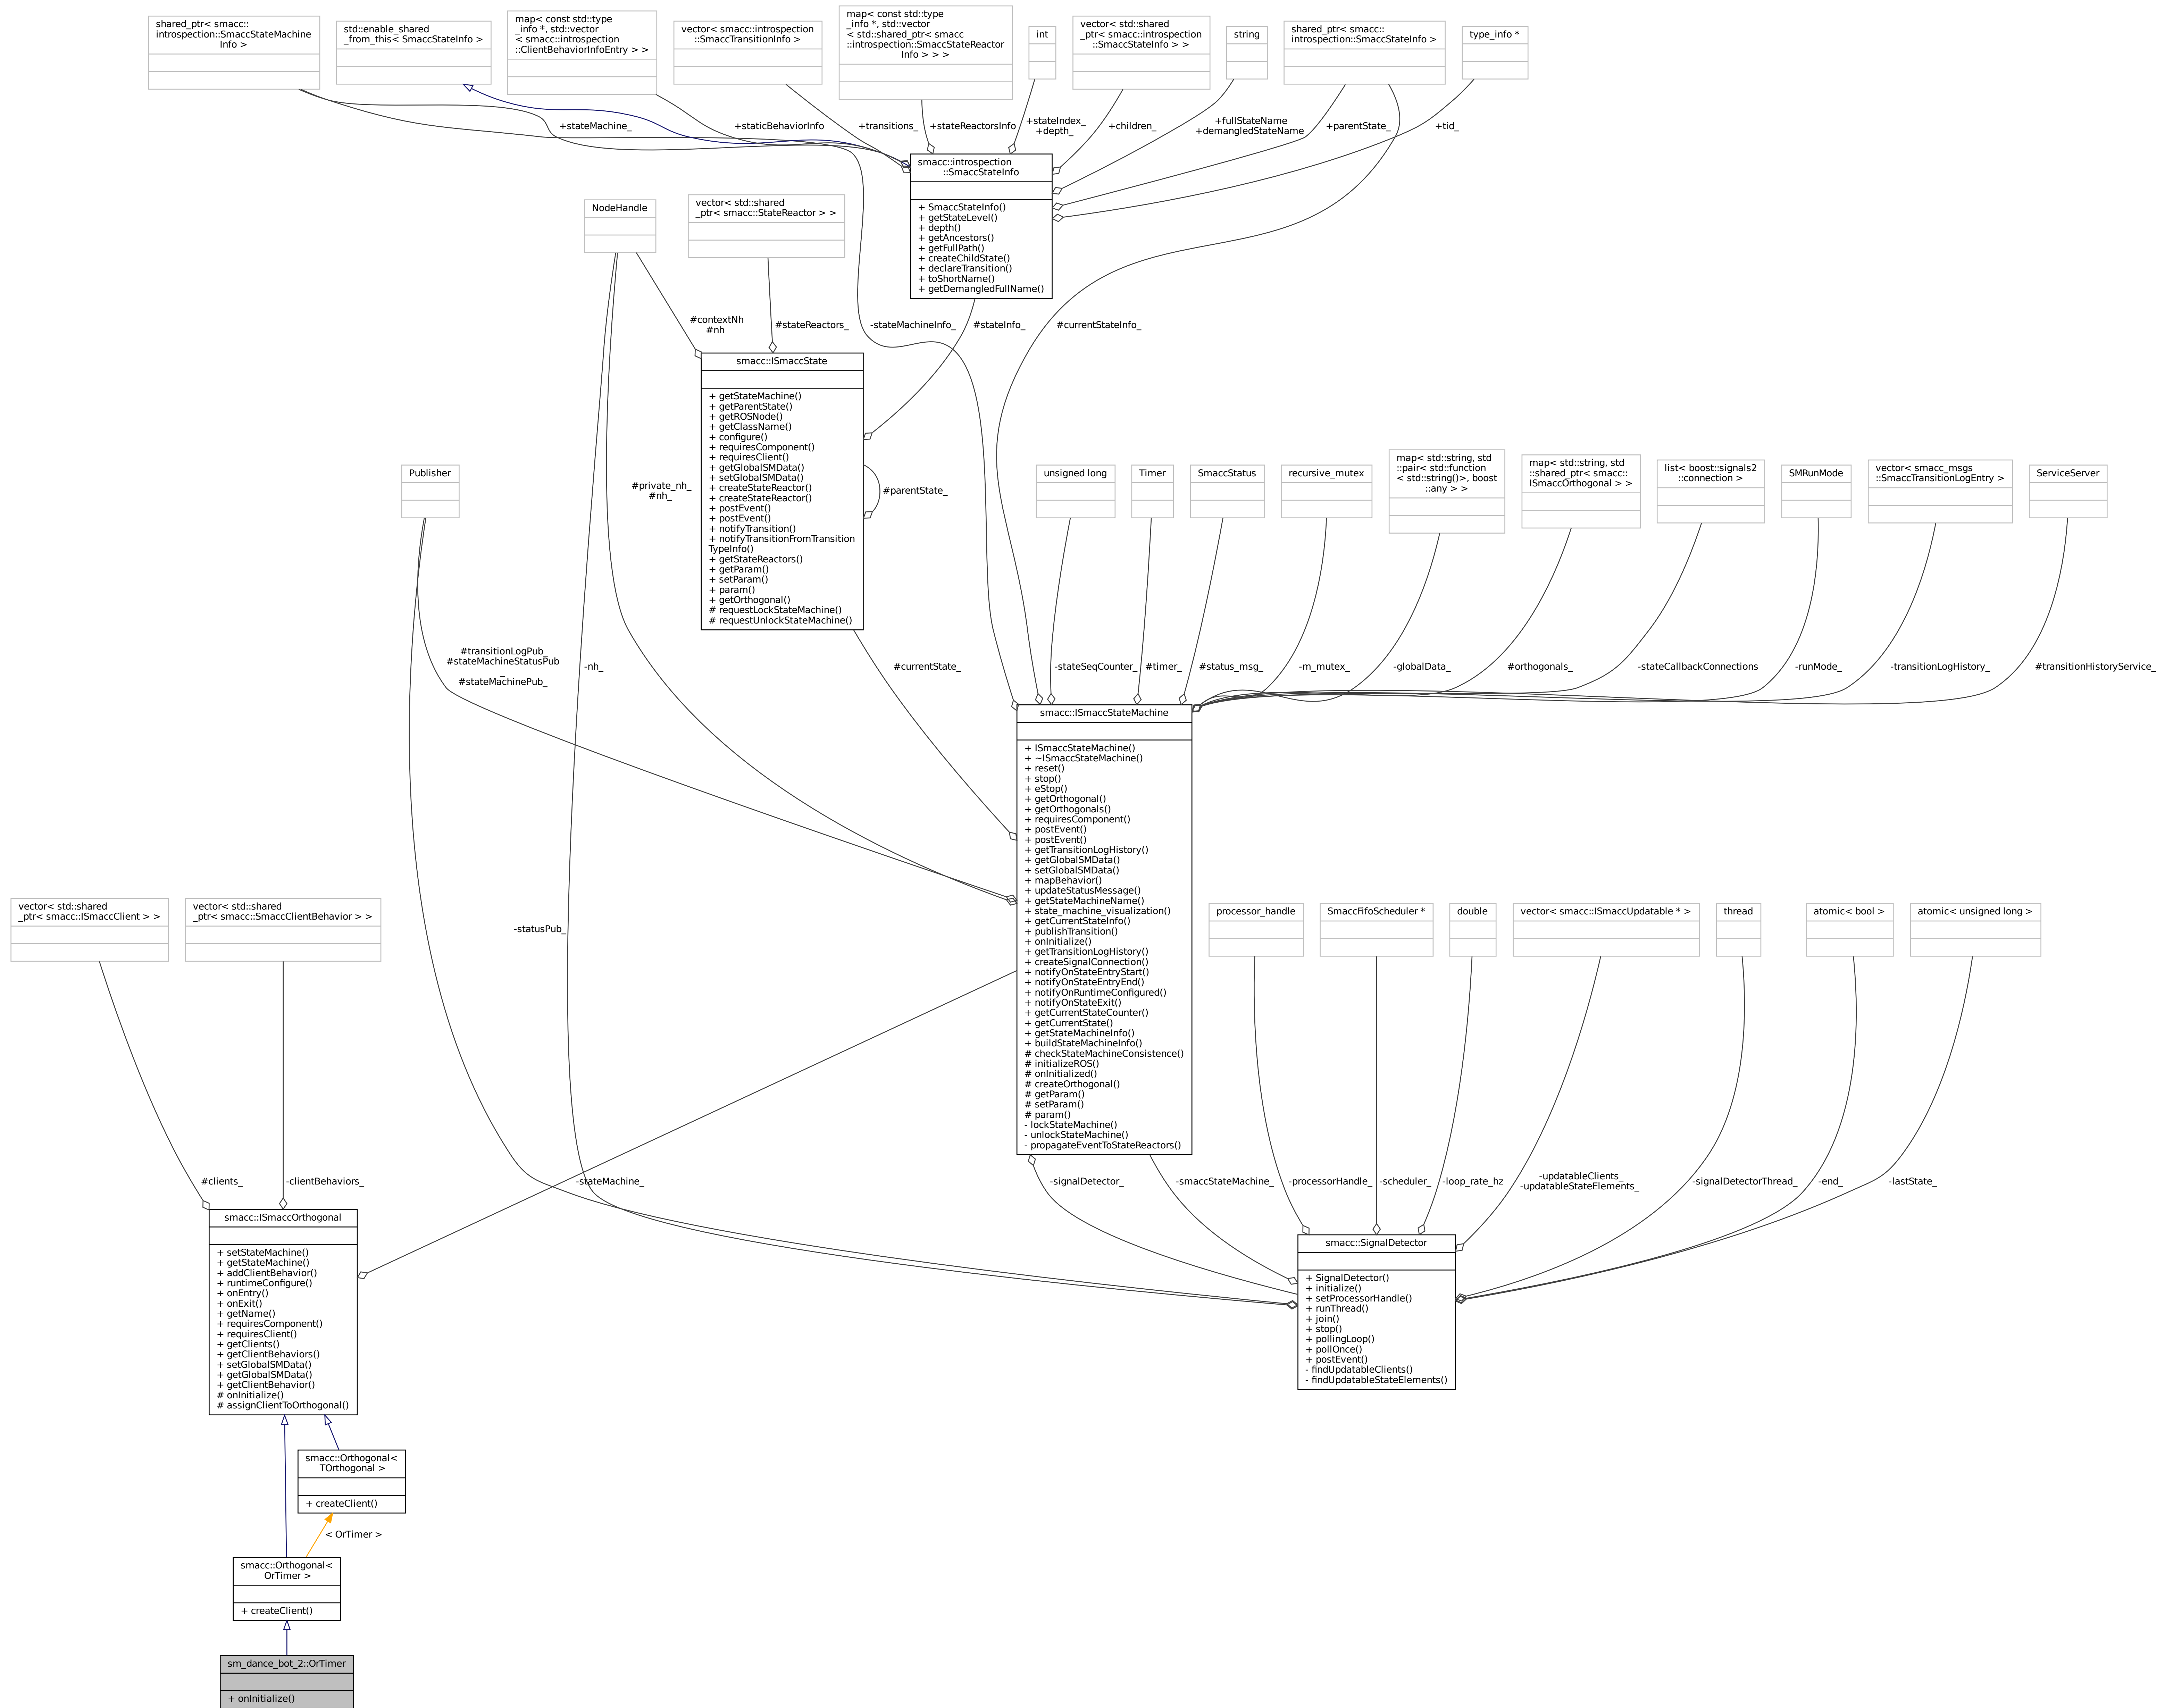 shared_ptr< smacc::
introspection::SmaccStateMachine
Info >
std::enable_shared
_from_this< SmaccStateInfo >
map< const std::type
_info *, std::vector
< smacc::introspection
::ClientBehaviorInfoEntry > >
vector< smacc::introspection
::SmaccTransitionInfo >
map< const std::type
_info *, std::vector
< std::shared_ptr< smacc
::introspection::SmaccStateReactor
Info > > >
int
vector< std::shared
_ptr< smacc::introspection
::SmaccStateInfo > >
string
shared_ptr< smacc::
introspection::SmaccStateInfo >
type_info *
+stateMachine_
+staticBehaviorInfo
+transitions_
+stateReactorsInfo
+stateIndex_
+depth_
+children_
+fullStateName
+demangledStateName
+parentState_
+tid_
smacc::introspection
::SmaccStateInfo
+ SmaccStateInfo()
+ getStateLevel()
+ depth()
+ getAncestors()
+ getFullPath()
+ createChildState()
+ declareTransition()
+ toShortName()
+ getDemangledFullName()
NodeHandle
vector< std::shared
_ptr< smacc::StateReactor > >
#contextNh
#nh
#stateReactors_
-stateMachineInfo_
#stateInfo_
#currentStateInfo_
smacc::ISmaccState
+ getStateMachine()
+ getParentState()
+ getROSNode()
+ getClassName()
+ configure()
+ requiresComponent()
+ requiresClient()
+ getGlobalSMData()
+ setGlobalSMData()
+ createStateReactor()
+ createStateReactor()
+ postEvent()
+ postEvent()
+ notifyTransition()
+ notifyTransitionFromTransition
TypeInfo()
+ getStateReactors()
+ getParam()
+ setParam()
+ param()
+ getOrthogonal()
# requestLockStateMachine()
# requestUnlockStateMachine()
#parentState_
#private_nh_
#nh_
Publisher
unsigned long
Timer
SmaccStatus
recursive_mutex
map< std::string, std
::pair< std::function
< std::string()>, boost
::any > >
map< std::string, std
::shared_ptr< smacc::
ISmaccOrthogonal > >
list< boost::signals2
::connection >
SMRunMode
vector< smacc_msgs
::SmaccTransitionLogEntry >
ServiceServer
#transitionLogPub_
#stateMachineStatusPub
_
#stateMachinePub_
-nh_
#currentState_
-stateSeqCounter_
#timer_
#status_msg_
-m_mutex_
-globalData_
#orthogonals_
-stateCallbackConnections
-runMode_
-transitionLogHistory_
#transitionHistoryService_
smacc::ISmaccStateMachine
+ ISmaccStateMachine()
+ ~ISmaccStateMachine()
+ reset()
+ stop()
+ eStop()
+ getOrthogonal()
+ getOrthogonals()
+ requiresComponent()
+ postEvent()
+ postEvent()
+ getTransitionLogHistory()
+ getGlobalSMData()
+ setGlobalSMData()
+ mapBehavior()
+ updateStatusMessage()
+ getStateMachineName()
+ state_machine_visualization()
+ getCurrentStateInfo()
+ publishTransition()
+ onInitialize()
+ getTransitionLogHistory()
+ createSignalConnection()
+ notifyOnStateEntryStart()
+ notifyOnStateEntryEnd()
+ notifyOnRuntimeConfigured()
+ notifyOnStateExit()
+ getCurrentStateCounter()
+ getCurrentState()
+ getStateMachineInfo()
+ buildStateMachineInfo()
# checkStateMachineConsistence()
# initializeROS()
# onInitialized()
# createOrthogonal()
# getParam()
# setParam()
# param()
- lockStateMachine()
- unlockStateMachine()
- propagateEventToStateReactors()
vector< std::shared
_ptr< smacc::ISmaccClient > >
vector< std::shared
_ptr< smacc::SmaccClientBehavior > >
-statusPub_
processor_handle
SmaccFifoScheduler *
double
vector< smacc::ISmaccUpdatable * >
thread
atomic< bool >
atomic< unsigned long >
#clients_
-clientBehaviors_
-stateMachine_
-signalDetector_
-smaccStateMachine_
-processorHandle_
-scheduler_
-loop_rate_hz
-updatableClients_
-updatableStateElements_
-signalDetectorThread_
-end_
-lastState_
smacc::ISmaccOrthogonal
+ setStateMachine()
+ getStateMachine()
+ addClientBehavior()
+ runtimeConfigure()
+ onEntry()
+ onExit()
+ getName()
+ requiresComponent()
+ requiresClient()
+ getClients()
+ getClientBehaviors()
+ setGlobalSMData()
+ getGlobalSMData()
+ getClientBehavior()
# onInitialize()
# assignClientToOrthogonal()
smacc::SignalDetector
+ SignalDetector()
+ initialize()
+ setProcessorHandle()
+ runThread()
+ join()
+ stop()
+ pollingLoop()
+ pollOnce()
+ postEvent()
- findUpdatableClients()
- findUpdatableStateElements()
smacc::Orthogonal<
TOrthogonal >
+ createClient()
< OrTimer >
smacc::Orthogonal<
OrTimer >
+ createClient()
sm_dance_bot_2::OrTimer
+ onInitialize()